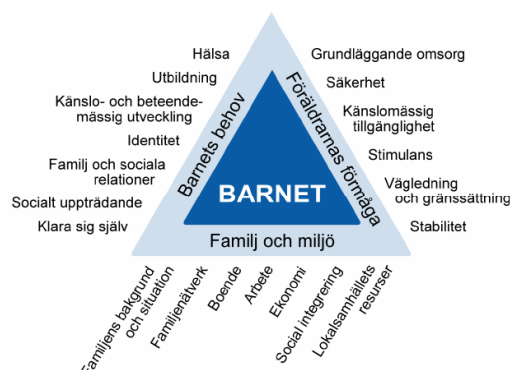 Hälsa
Utbildning
Känslo- och beteende-
mässig utveckling
Identitet
Familj och sociala
relationer
Socialt uppträdande
Klara sig själv
Barnets behov
BARNET
Föräldrarnas förmåga
Grundläggande omsorg
Säkerhet
Känslomässig
tillgänglighet
Stimulans
Vägledning
och gränssättning
Stabilitet
Familj och miljö
Familjens bakgrund
och situation
Familjenätverk
Boende
Arbete
Ekonomi
Social integrering
Lokalsamhällets
resurser